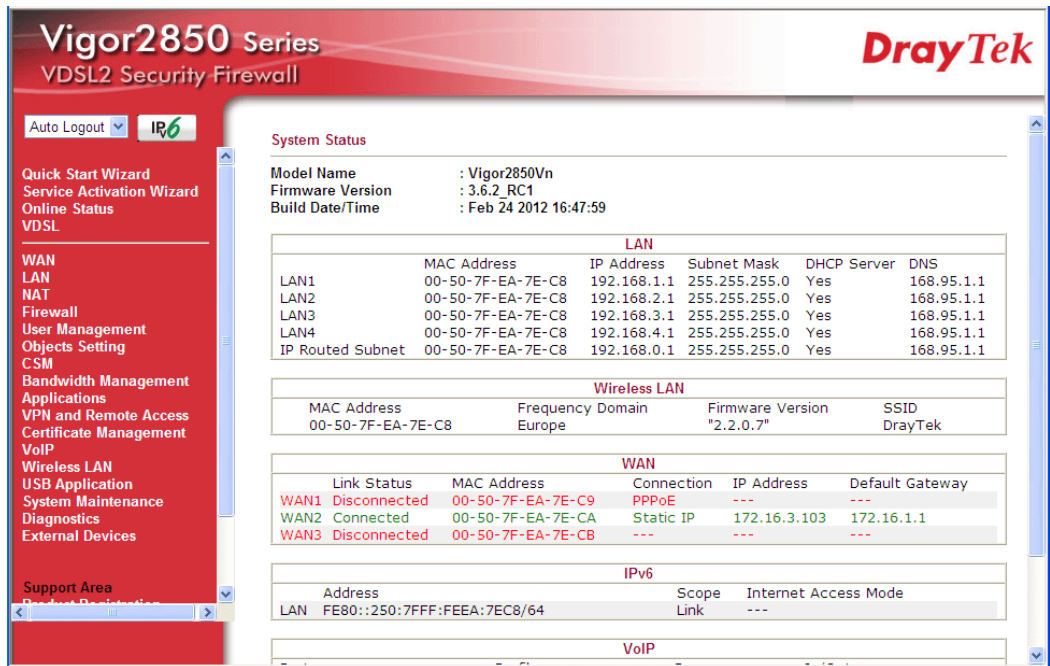 Vigor2850 Series
VDSL2 Security Firewall
DrayTek
Auto Logout
IPv6
Quick Start Wizard
Service Activation Wizard
Online Status
VDSL
WAN
LAN
NAT
Firewall
User Management
Objects Setting
CSM
Bandwidth Management
Applications
VPN and Remote Access
Certificate Management
VoIP
Wireless LAN
USB Application
System Maintenance
Diagnostics
External Devices
Support Area
System Status
Model Name : Vigor2850Vn
Firmware Version : 3.6.2_RC1
Build Date/Time : Feb 24 2012 16:47:59
LAN
MAC Address IP Address Subnet Mask DHCP Server DNS
LAN1 00-50-7F-EA-7E-C8 192.168.1.1 255.255.255.0 Yes 168.95.1.1
LAN2 00-50-7F-EA-7E-C8 192.168.2.1 255.255.255.0 Yes 168.95.1.1
LAN3 00-50-7F-EA-7E-C8 192.168.3.1 255.255.255.0 Yes 168.95.1.1
LAN4 00-50-7F-EA-7E-C8 192.168.4.1 255.255.255.0 Yes 168.95.1.1
IP Routed Subnet 00-50-7F-EA-7E-C8 192.168.0.1 255.255.255.0 Yes 168.95.1.1
Wireless LAN
MAC Address Frequency Domain Firmware Version SSID
00-50-7F-EA-7E-C8 Europe "2.2.0.7" DrayTek
WAN
Link Status MAC Address Connection IP Address Default Gateway
WAN1 Disconnected 00-50-7F-EA-7E-C9 PPPoE --- ---
WAN2 Connected 00-50-7F-EA-7E-CA Static IP 172.16.3.103 172.16.1.1
WAN3 Disconnected 00-50-7F-EA-7E-CB --- --- ---
IPv6
Address Scope Internet Access Mode
LAN FE80::250:7FFF:FEEA:7EC8/64 Link ---
VoIP